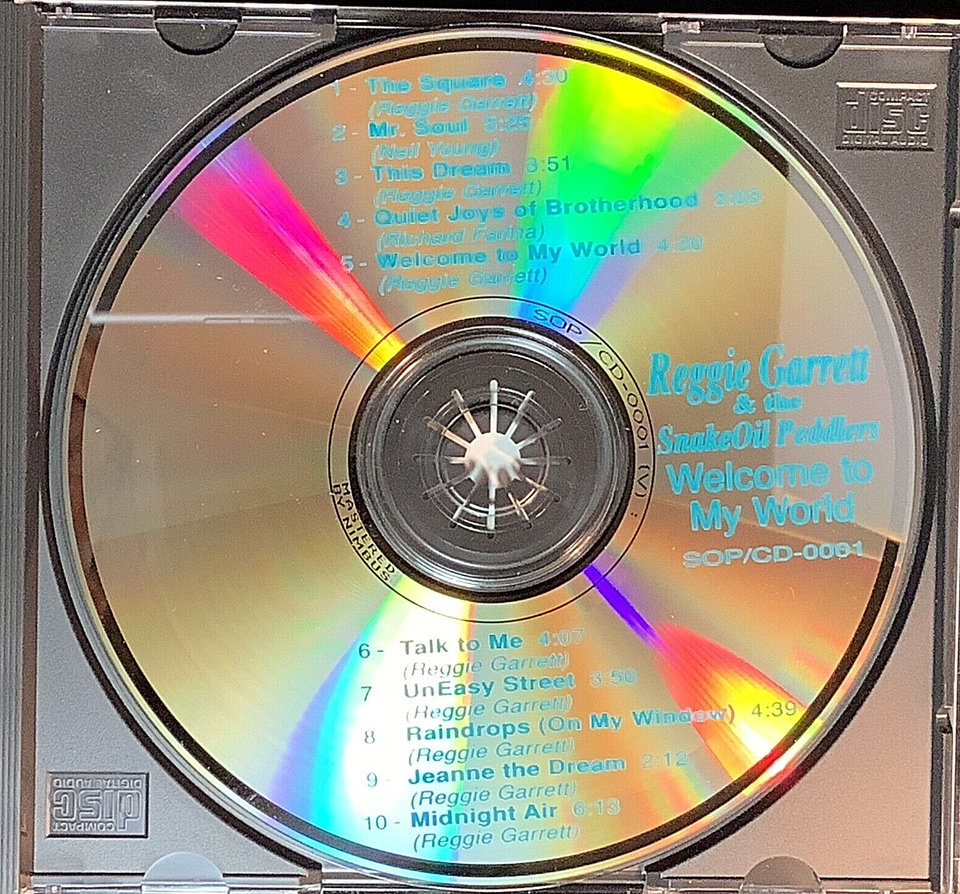 1 - The Square 4:30
(Reggie Garrett)
2 - Mr. Soul 5:25
(Neil Young)
3 - This Dream 3:51
(Reggie Garrett)
4 - Quiet Joys of Brotherhood
(Richard Fariña)
5 - Welcome to My World 4:20
(Reggie Garrett)
Reggie Garrett
& the
SnakeOil Peddlers
Welcome to
My World
SOP/CD-0001
6 - Talk to Me 4:07
(Reggie Garrett)
7 UnEasy Street 3:50
(Reggie Garrett)
8 Raindrops (On My Window) 4:39
(Reggie Garrett)
9 - Jeanne the Dream 2:12
(Reggie Garrett)
10 - Midnight Air 6:13
(Reggie Garrett)
SOP/CD-0001 (V) :
MASTERED
BY NIMBUS
COMPACT
disc
DIGITAL AUDIO
COMPACT
disc
DIGITAL AUDIO